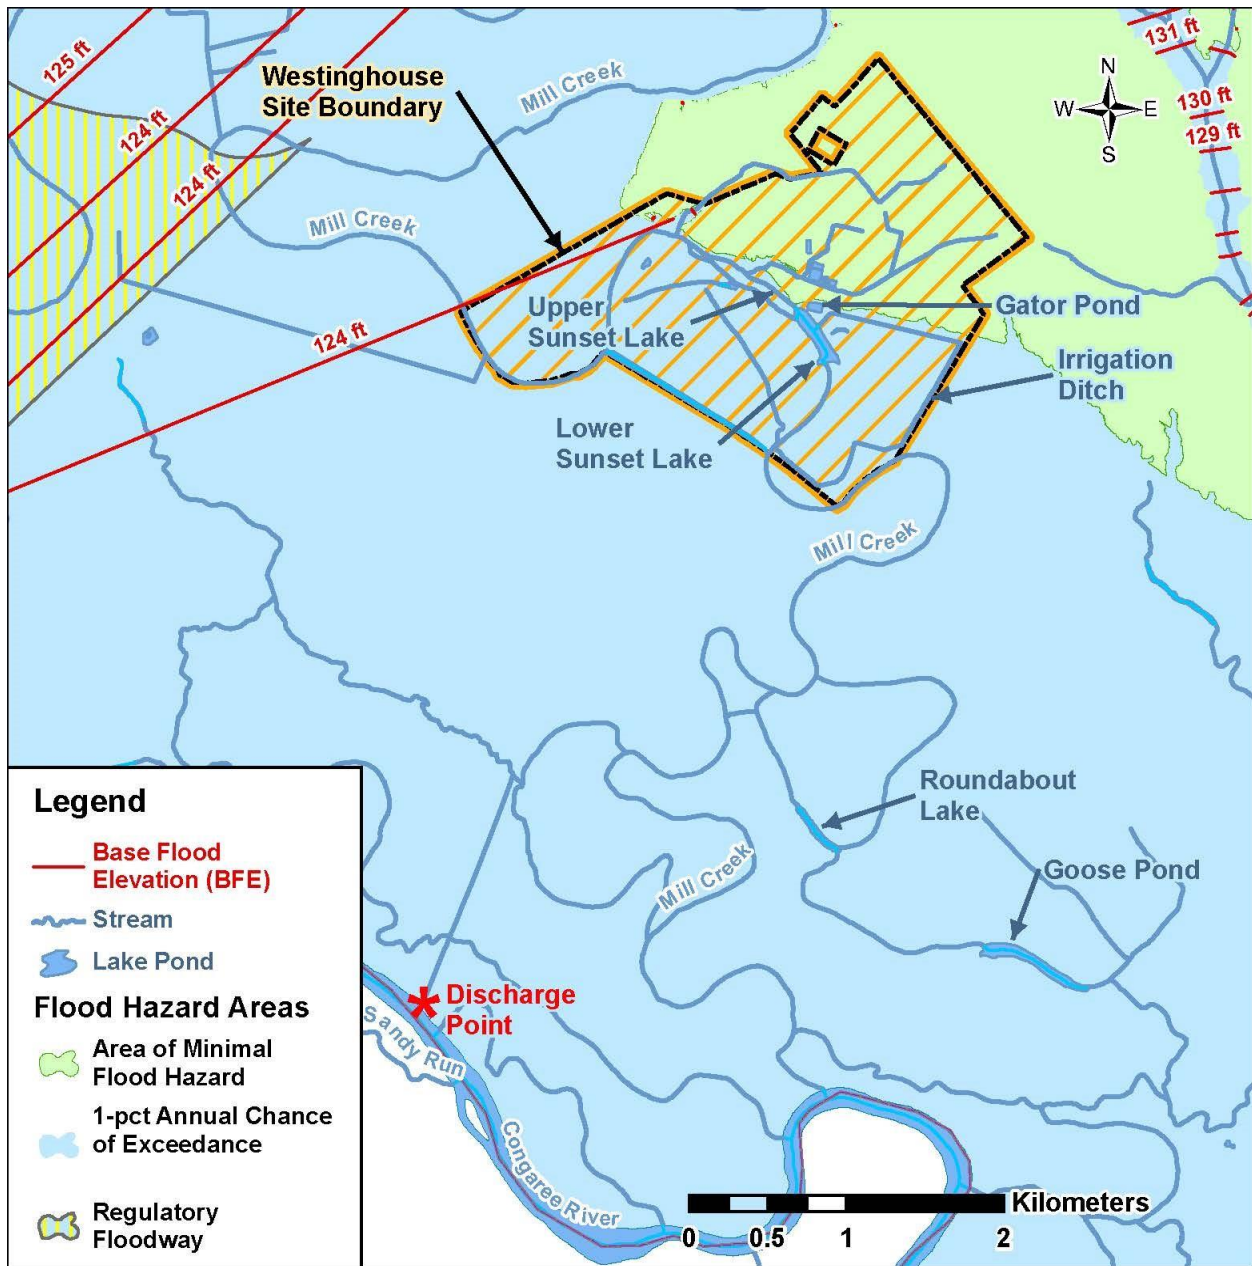 125 ft
124 ft
124 ft
124 ft
Westinghouse
Site Boundary
Mill Creek
Mill Creek
131 ft
130 ft
129 ft
N
W
E
S
Upper
Sunset Lake
Gator Pond
Irrigation
Ditch
Lower
Sunset Lake
Mill Creek
Roundabout
Lake
Mill Creek
Goose Pond
Discharge
Point
Sandy Run
Congaree River
Kilometers
0
0.5
1
2
Legend
Base Flood
Elevation (BFE)
Stream
Lake Pond
Flood Hazard Areas
Area of Minimal
Flood Hazard
1-pct Annual Chance
of Exceedance
Regulatory
Floodway